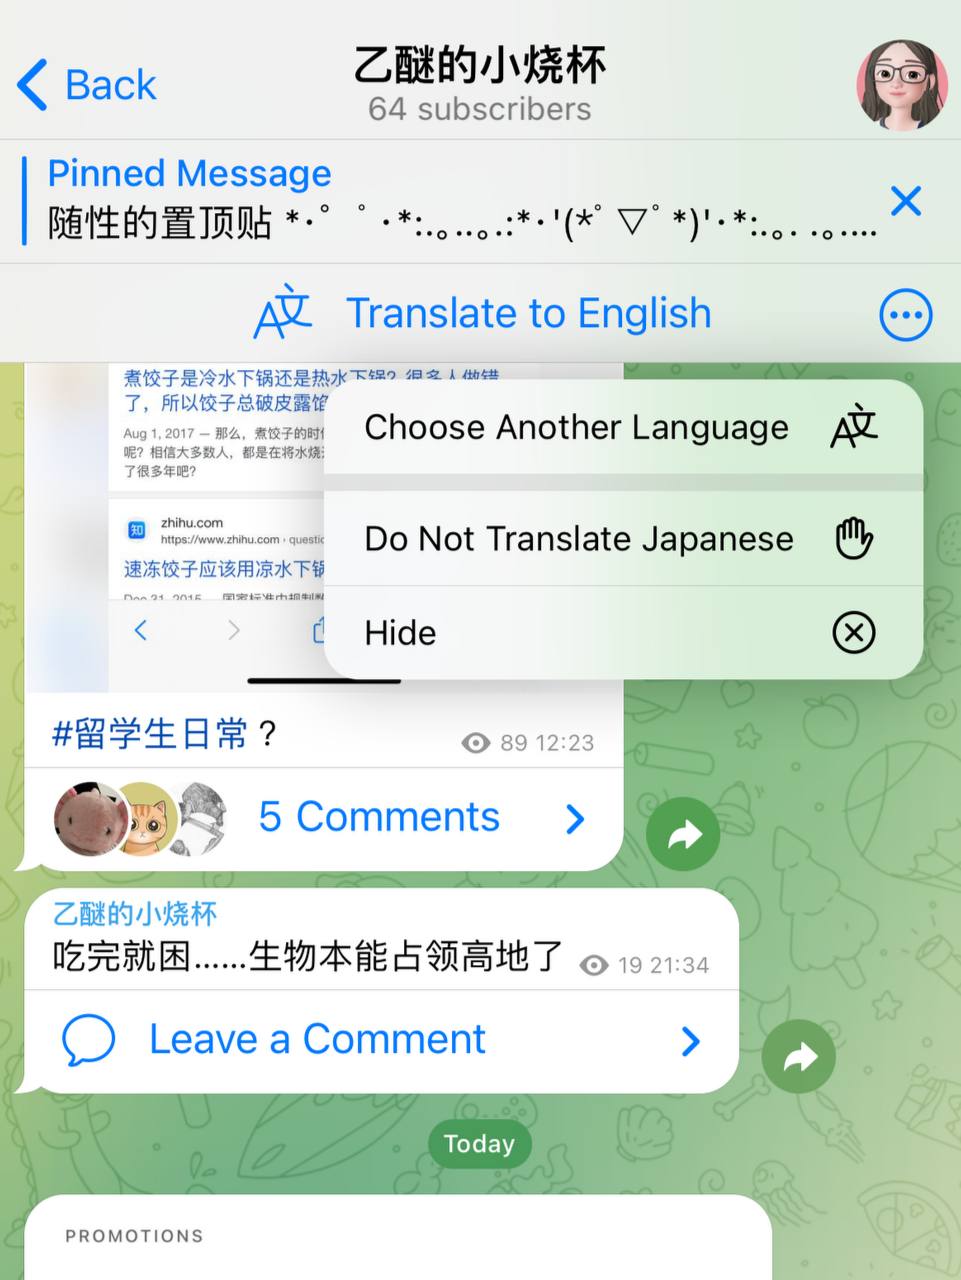 Back
乙醚的小烧杯
64 subscribers
Pinned Message
随性的置顶贴 *･ﾟ ﾟ･*:.｡..｡.:*･'(*ﾟ▽ﾟ*)'･*:.｡. .｡....
Translate to English
煮饺子是冷水下锅还是热水下锅？很多人做错
了，所以饺子总破皮露馅
Aug 1, 2017 — 那么，煮饺子的时
呢？相信大多数人，都是在将水烧
了很多年吧？
zhihu.com
https://www.zhihu.com › questi
速冻饺子应该用凉水下锅
Dec 31, 2015 — 国家标准中规制
Choose Another Language
Do Not Translate Japanese
Hide
#留学生日常？
89 12:23
5 Comments
乙醚的小烧杯
吃完就困……生物本能占领高地了
19 21:34
Leave a Comment
Today
PROMOTIONS